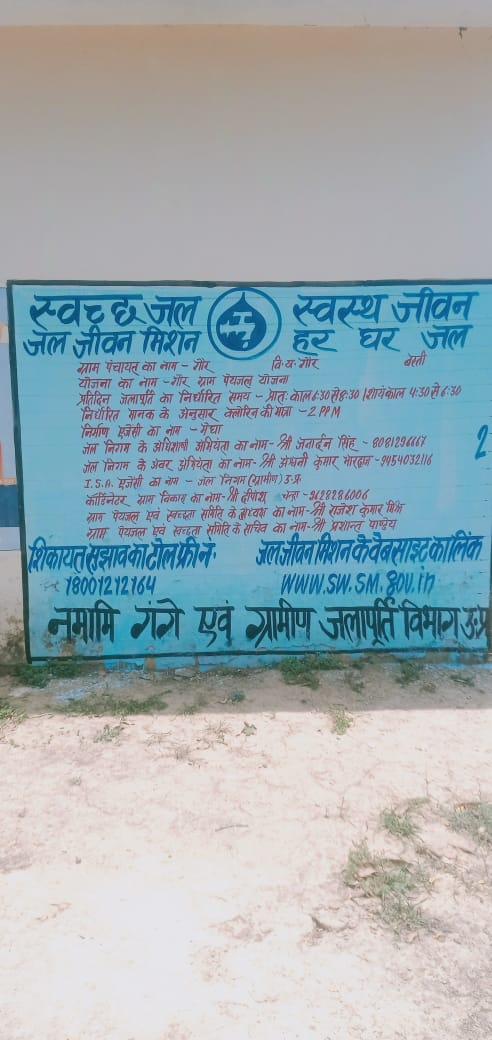 स्वच्छ जल स्वस्थ जीवन
जल जीवन मिशन हर घर जल
ग्राम पंचायत का नाम - गौर वि.ख. गौर बस्ती
योजना का नाम - गौर ग्राम पेयजल योजना
प्रतिदिन जलापूर्ति का निर्धारित समय - प्रातः काल 6:30 से 8:30 | शायंकाल 4:30 से 6:30
निर्धारित मानक के अनुसार क्लोरिन की मात्रा - 2 PPM
निर्माण एजेंसी का नाम - मेघा
जल निगम के अधिशाषी अभियंता का नाम - श्री जनार्दन सिंह - 8081296667
जल निगम के अवर अभियंता का नाम - श्री अश्वनी कुमार भारद्वाज - 9454032116
I.S.A. एजेंसी का नाम - जल निगम (ग्रामीण) उ.प्र.
कॉर्डिनेटर ग्राम विकास का नाम - श्री 9628286006
ग्राम पेयजल एवं स्वच्छता समिति के अध्यक्ष का नाम - श्री राजेश कुमार मिश्र
ग्राम पेयजल एवं स्वच्छता समिति के सचिव का नाम - श्री प्रशान्त पाण्डेय
शिकायत सुझाव का टोल फ्री नं जल जीवन मिशन के वेबसाइट का लिंक
18001212164 www.sw.sm.gov.in
नमामि गंगे एवं ग्रामीण जलापूर्ति विभाग उ.प्र
2